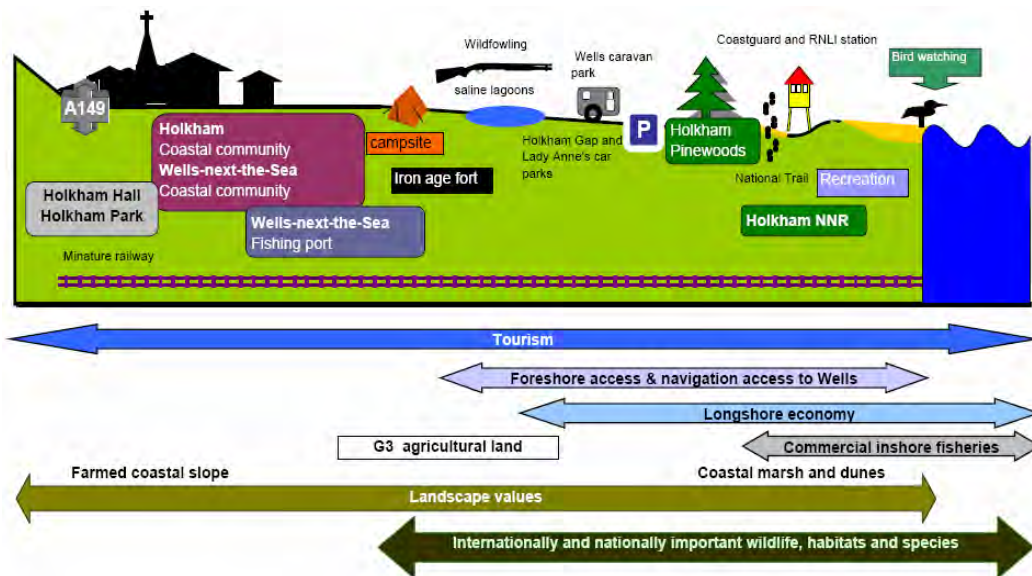 Coastguard and RNLI station
Wildfowling
Bird watching
Wells caravan
park
saline lagoons
A149
P
Holkham
Coastal community
Wells-next-the-Sea
Coastal community
campsite
Holkham Gap and
Lady Anne's car
parks
Holkham
Pinewoods
Iron age fort
National Trail
Recreation
Holkham Hall
Holkham Park
Wells-next-the-Sea
Fishing port
Holkham NNR
Minature railway
Tourism
Foreshore access & navigation access to Wells
Longshore economy
G3 agricultural land
Commercial inshore fisheries
Farmed coastal slope
Coastal marsh and dunes
Landscape values
Internationally and nationally important wildlife, habitats and species